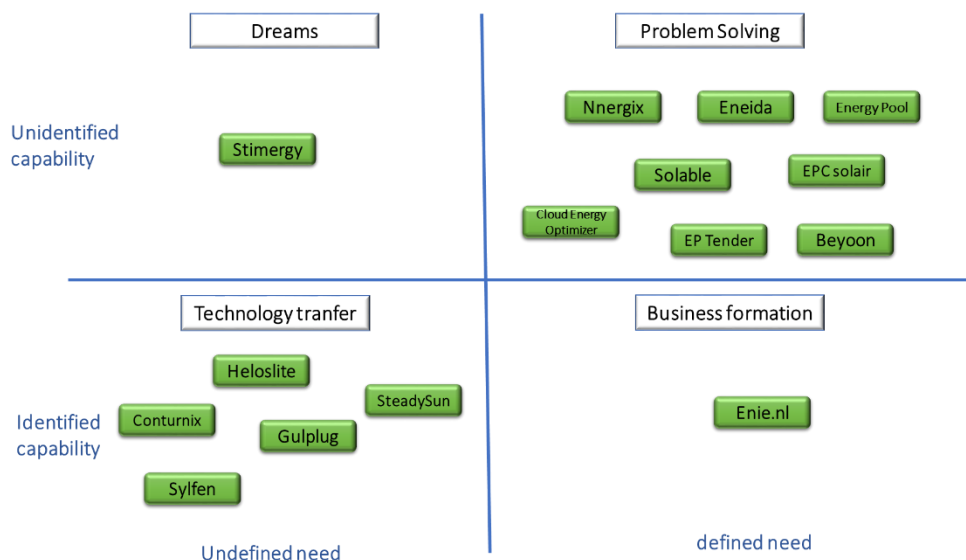 Dreams
Problem Solving
Unidentified
capability
Nnergix
Eneida
Energy Pool
Stimergy
Solable
EPC solair
Cloud Energy
Optimizer
EP Tender
Beyoon
Technology tranfer
Business formation
Heloslite
SteadySun
Conturnix
Identified
capability
Gulplug
Enie.nl
Sylfen
Undefined need
defined need